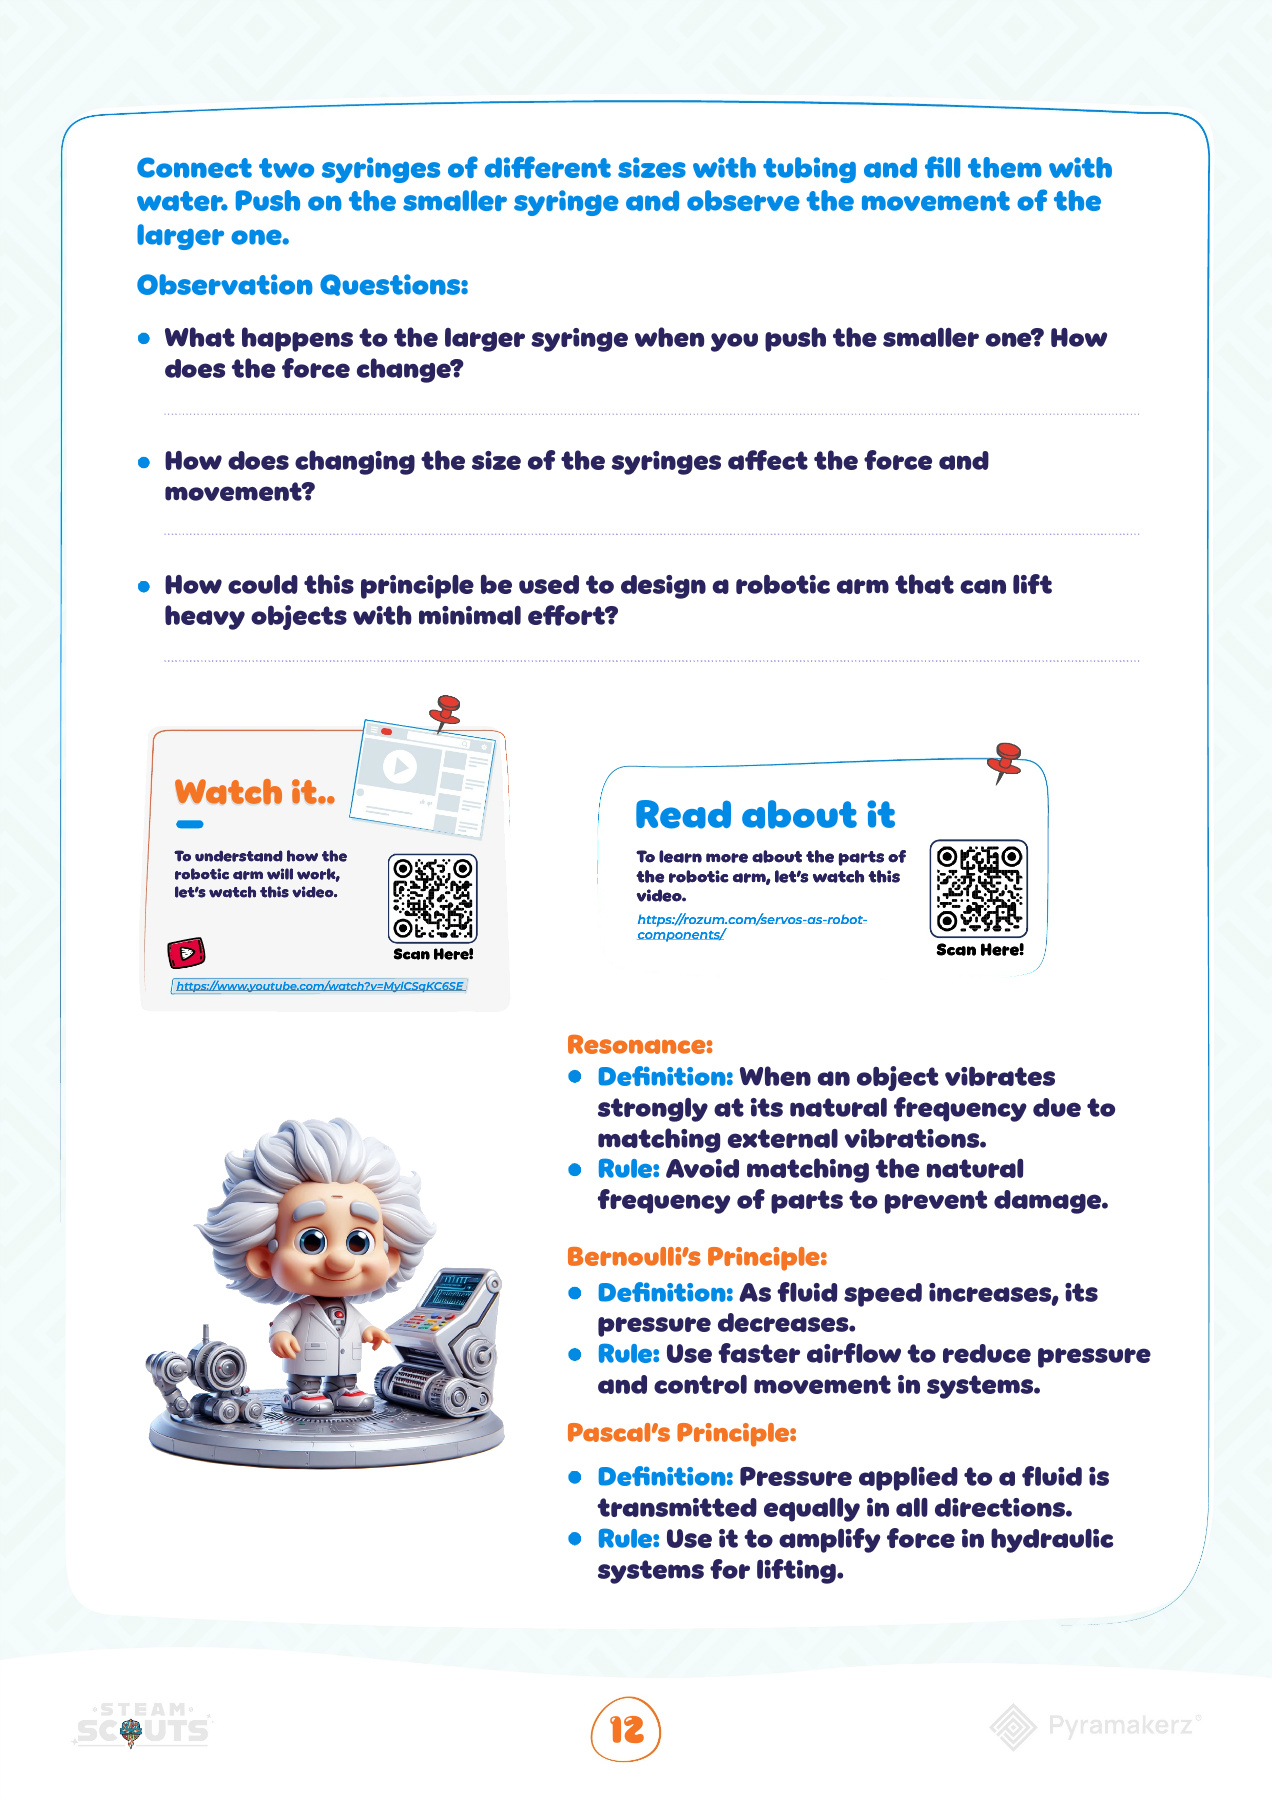 Connect two syringes of different sizes with tubing and fill them with
water. Push on the smaller syringe and observe the movement of the
larger one.
Observation Questions:
What happens to the larger syringe when you push the smaller one? How
does the force change?
How does changing the size of the syringes affect the force and
movement?
How could this principle be used to design a robotic arm that can lift
heavy objects with minimal effort?
Watch it..
To understand how the
robotic arm will work,
let's watch this video.
Scan Here!
https://www.youtube.com/watch?v=MyICSqKC6SE
Read about it
To learn more about the parts of
the robotic arm, let's watch this
video.
https://rozum.com/servos-as-robot-
components/
Scan Here!
Resonance:
Definition: When an object vibrates
strongly at its natural frequency due to
matching external vibrations.
Rule: Avoid matching the natural
frequency of parts to prevent damage.
Bernoulli's Principle:
Definition: As fluid speed increases, its
pressure decreases.
Rule: Use faster airflow to reduce pressure
and control movement in systems.
Pascal's Principle:
Definition: Pressure applied to a fluid is
transmitted equally in all directions.
Rule: Use it to amplify force in hydraulic
systems for lifting.
STEAM
SCOUTS
12
Pyramakerz